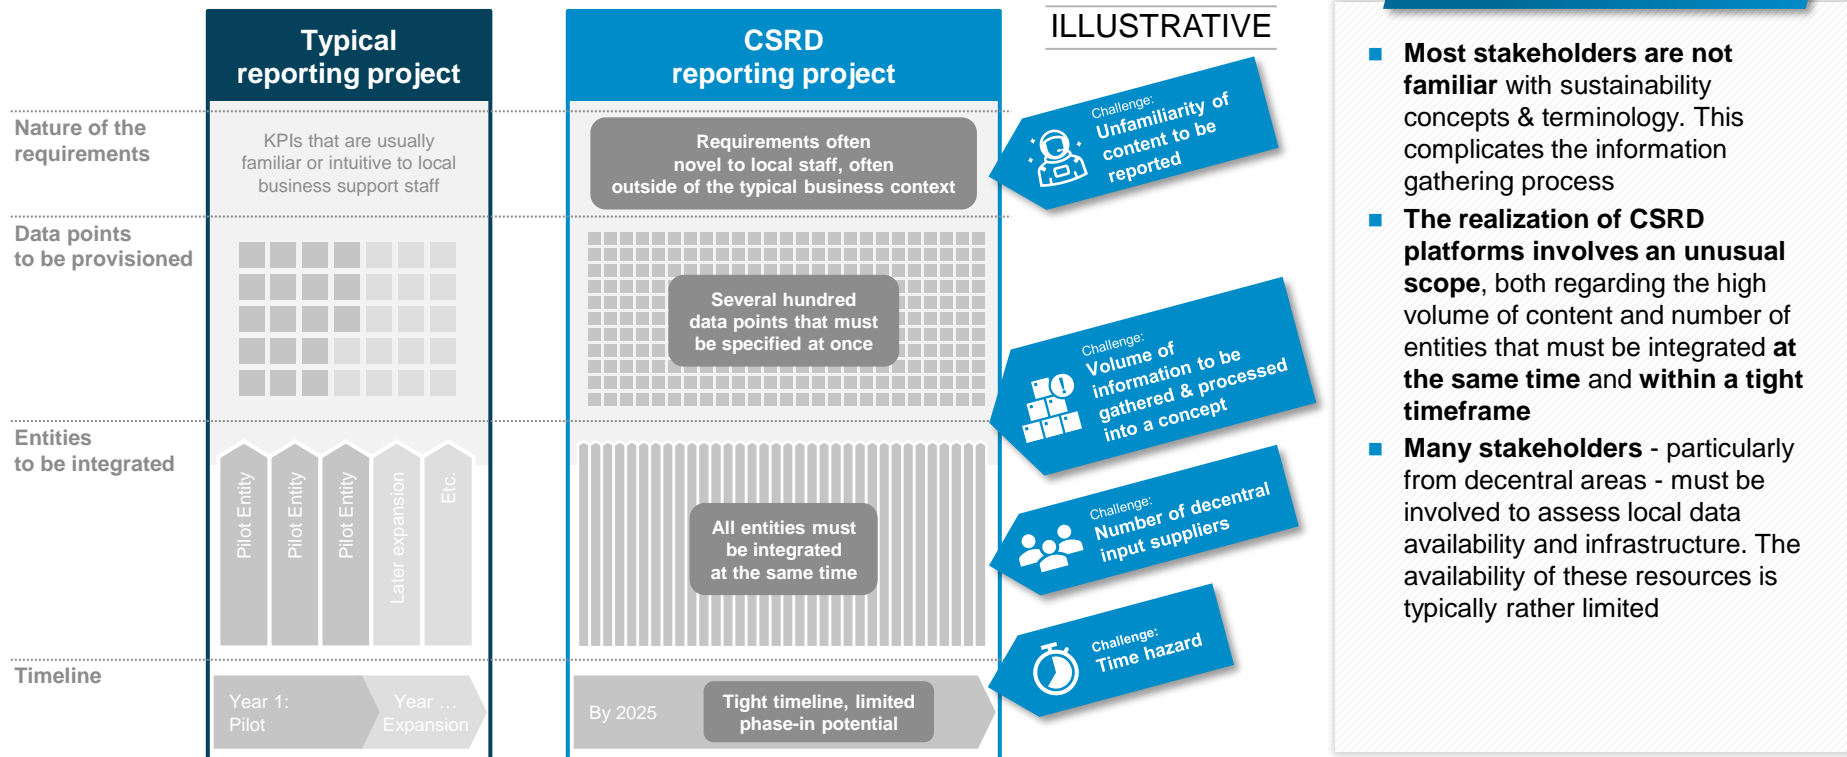 Typical
reporting project
CSRD
reporting project
ILLUSTRATIVE
Nature of the
requirements
KPIs that are usually
familiar or intuitive to local
business support staff
Requirements often
novel to local staff, often
outside of the typical business context
Challenge:
Unfamiliarity of
content to be
reported
Data points
to be provisioned
Several hundred
data points that must
be specified at once
Challenge:
Volume of
information to be
gathered & processed
into a concept
Entities
to be integrated
Pilot Entity
Pilot Entity
Pilot Entity
Later expansion
Etc.
All entities must
be integrated
at the same time
Challenge:
Number of decentral
input suppliers
Timeline
Year 1:
Pilot
Year ...
Expansion
By 2025
Tight timeline, limited
phase-in potential
Challenge:
Time hazard
■ Most stakeholders are not
familiar with sustainability
concepts & terminology. This
complicates the information
gathering process
■ The realization of CSRD
platforms involves an unusual
scope, both regarding the high
volume of content and number of
entities that must be integrated at
the same time and within a tight
timeframe
■ Many stakeholders - particularly
from decentral areas - must be
involved to assess local data
availability and infrastructure. The
availability of these resources is
typically rather limited